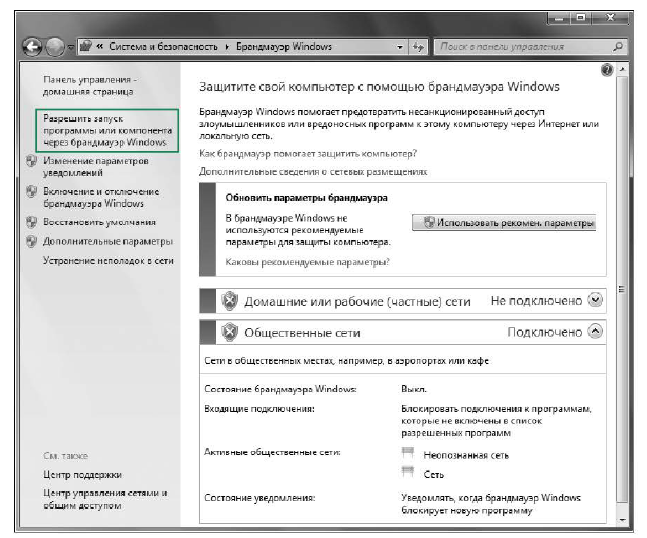 « Система и безопасность ▸ Брандмауэр Windows
Поиск в панели управления
Панель управления -
домашняя страница
Разрешить запуск
программы или компонента
через брандмауэр Windows
Изменение параметров
уведомлений
Включение и отключение
брандмауэра Windows
Восстановить умолчания
Дополнительные параметры
Устранение неполадок в сети
См. также
Центр поддержки
Центр управления сетями и
общим доступом
Защитите свой компьютер с помощью брандмауэра Windows
Брандмауэр Windows помогает предотвратить несанкционированный доступ
злоумышленников или вредоносных программ к этому компьютеру через Интернет или
локальную сеть.
Как брандмауэр помогает защитить компьютер?
Дополнительные сведения о сетевых размещениях
Обновить параметры брандмауэра
В брандмауэре Windows не
используются рекомендуемые
параметры для защиты компьютера.
Использовать рекомен. параметры
Каковы рекомендуемые параметры?
Домашние или рабочие (частные) сети Не подключено
Общественные сети Подключено
Сети в общественных местах, например, в аэропортах или кафе
Состояние брандмауэра Windows: Выкл.
Входящие подключения: Блокировать подключения к программам,
которые не включены в список
разрешенных программ
Активные общественные сети: Неопознанная сеть
Сеть
Состояние уведомления: Уведомлять, когда брандмауэр Windows
блокирует новую программу